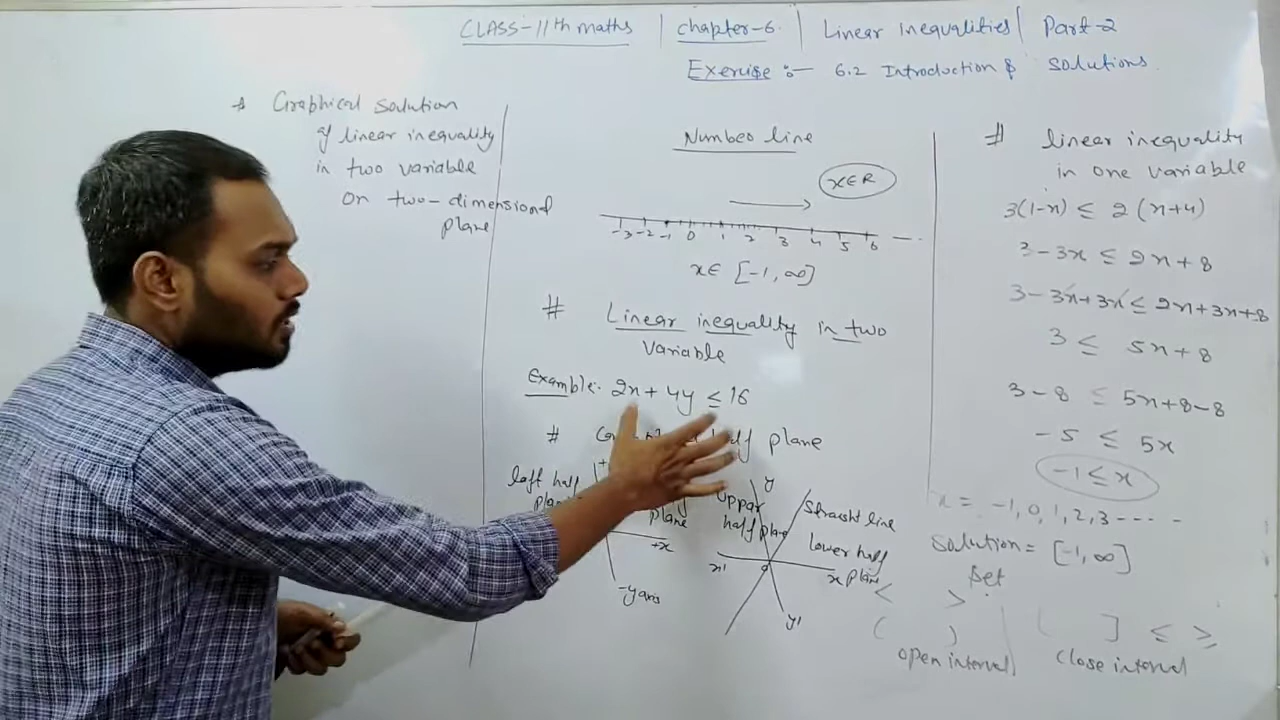 CLASS-11th maths | chapter-6 | Linear Inequalities | Part-2
Exercise :- 6.2 Introduction & solutions
* Graphical solution
of linear inequality
in two variable
on two-dimensional
plane
Number line
x∈R
-3 -2 -1 0 1 2 3 4 5 6
x∈ [-1, ∞]
# Linear inequality in two
Variable
Example. 2x + 4y ≤ 16
# half plane
left half
plane
plane
+x
-yaxis
y
Uppar
half plane
Straight line
Lower half
plane
x'
0
x
y'
# linear inequality
in one variable
3(1-x) ≤ 2(x+4)
3-3x ≤ 2x+8
3-3x+3x ≤ 2x+3x+8
3 ≤ 5x+8
3-8 ≤ 5x+8-8
-5 ≤ 5x
-1 ≤ x
x = -1, 0, 1, 2, 3 -----
Solution = [-1, ∞]
Set
< >
( )
open interval
[ ] ≤ ≥
close interval